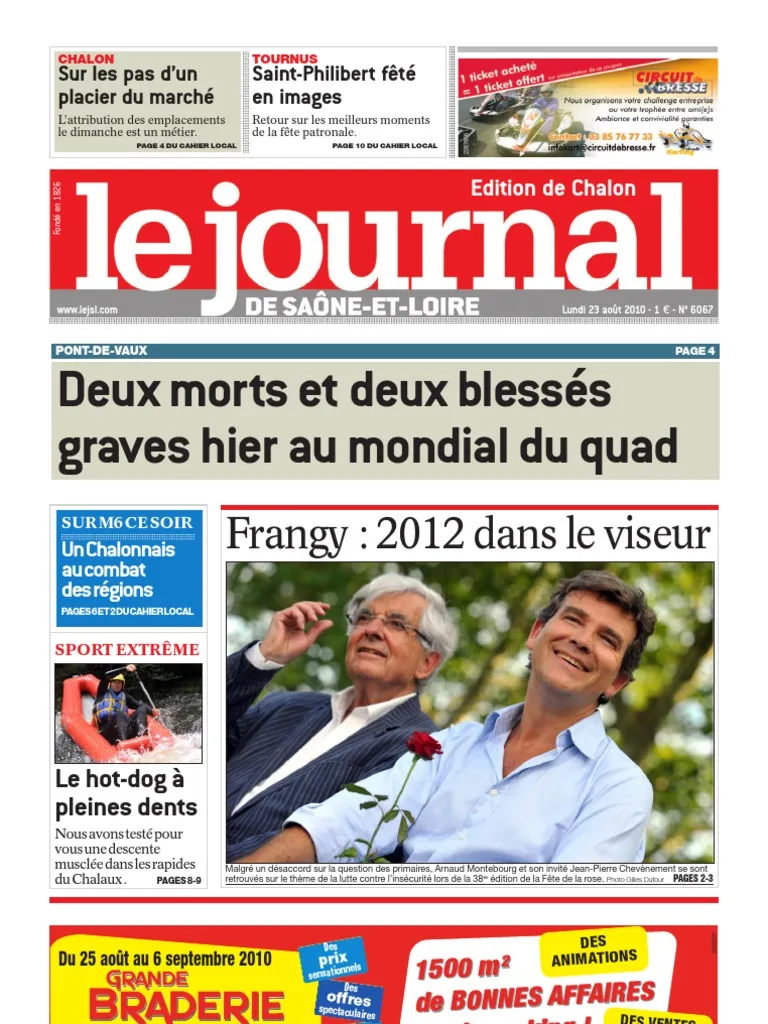 CHALON
Sur les pas d'un
placier du marché
L'attribution des emplacements
le dimanche est un métier.
PAGE 4 DU CAHIER LOCAL
TOURNUS
Saint-Philibert fêté
en images
Retour sur les meilleurs moments
de la fête patronale.
PAGE 10 DU CAHIER LOCAL
1 ticket acheté
= 1 ticket offert sur présentation de ce coupon
CIRCUIT de
BRESSE
Nous organisons votre challenge entreprise
ou votre trophée entre ami(e)s
Ambiance et convivialité garanties
Contact : 03 85 76 77 33
infokarts@circuitdebresse.fr
Karting
Fondé en 1826
Edition de Chalon
le journal
DE SAÔNE-ET-LOIRE
www.lejsl.com
Lundi 23 août 2010 - 1 € - N° 6067
PONT-DE-VAUX
PAGE 4
Deux morts et deux blessés
graves hier au mondial du quad
SUR M6 CE SOIR
Un Chalonnais
au combat
des régions
PAGES 6 ET 2 DU CAHIER LOCAL
SPORT EXTRÊME
Le hot-dog à
pleines dents
Nous avons testé pour
vous une descente
musclée dans les rapides
du Chalaux.
PAGES 8-9
Frangy : 2012 dans le viseur
Malgré un désaccord sur la question des primaires, Arnaud Montebourg et son invité Jean-Pierre Chevènement se sont
retrouvés sur le thème de la lutte contre l'insécurité lors de la 38e édition de la Fête de la rose. Photo Gilles Dufour
PAGES 2-3
Du 25 août au 6 septembre 2010
GRANDE
BRADERIE
Des
prix
sensationnels
Des
offres
spectaculaires
1500 m²
de BONNES AFFAIRES
DES
ANIMATIONS
DES VENTES